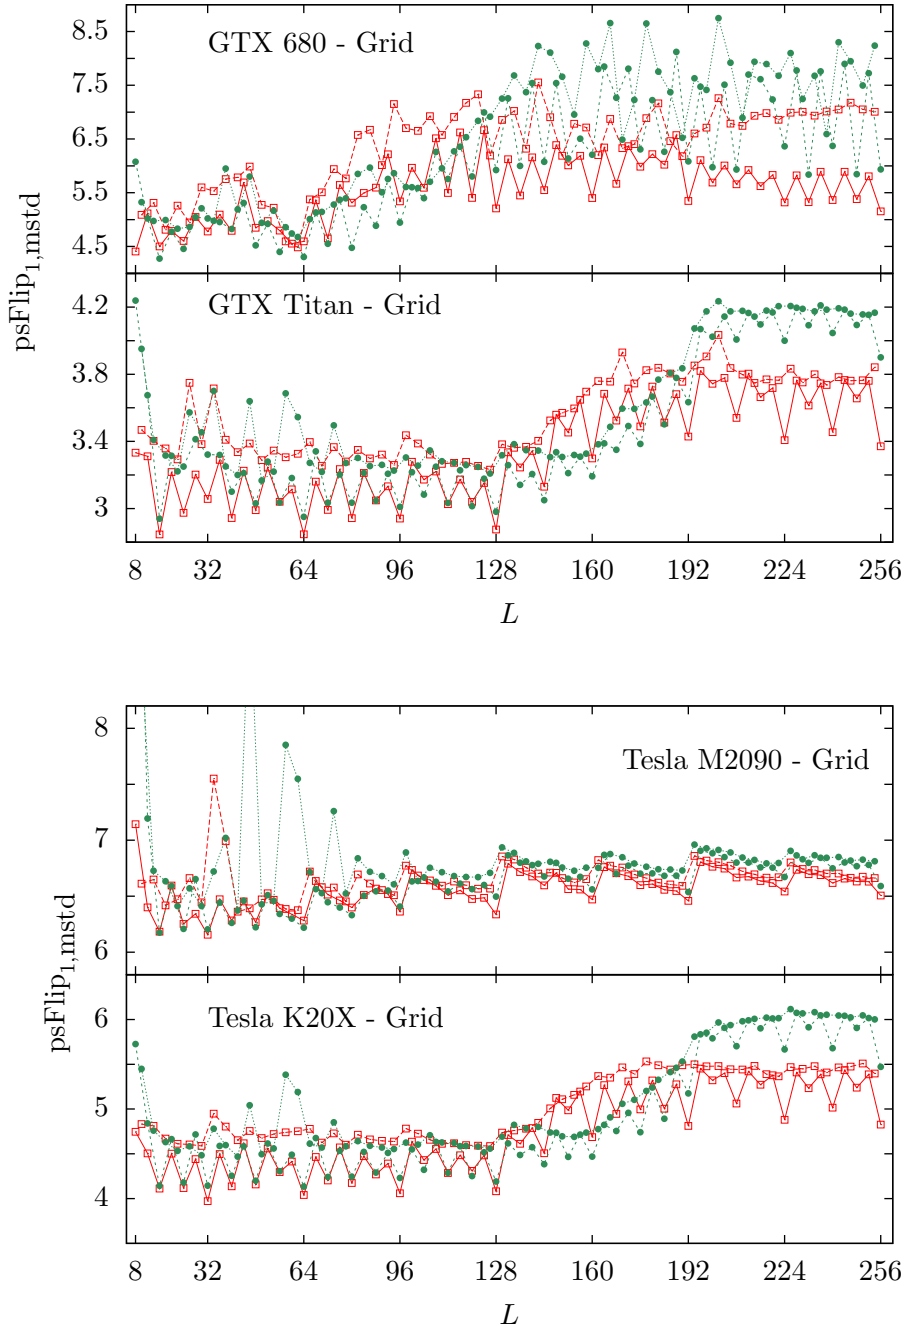 GTX 680 - Grid
8.5
7.5
6.5
5.5
4.5
psFlip1,mstd
GTX Titan - Grid
4.2
3.8
3.4
3
8 32 64 96 128 160 192 224 256
L
Tesla M2090 - Grid
8
7
6
psFlip1,mstd
Tesla K20X - Grid
6
5
4
8 32 64 96 128 160 192 224 256
L